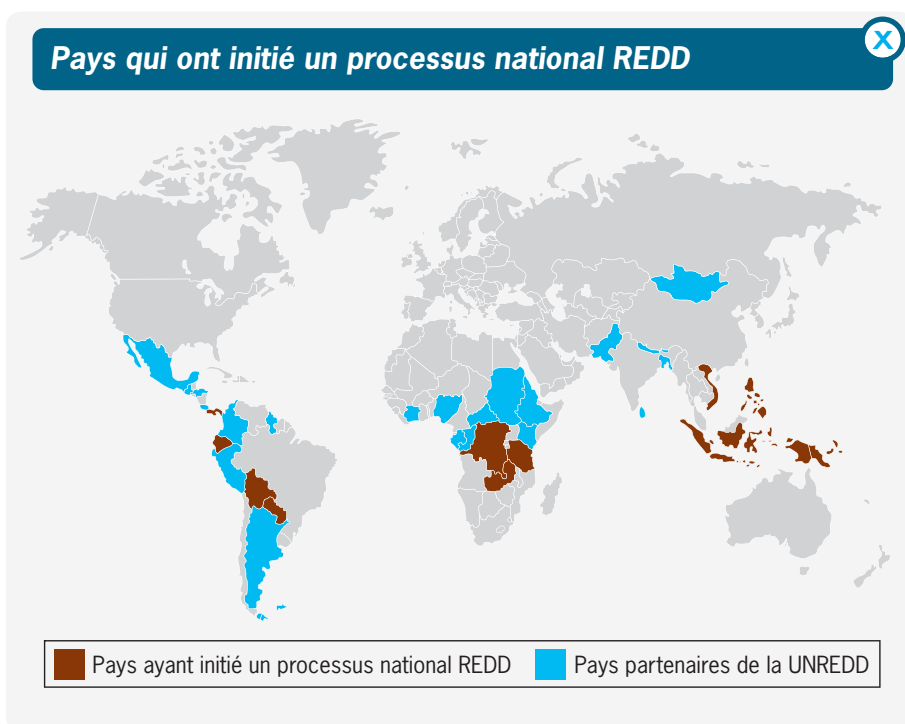 Pays qui ont initié un processus national REDD
X
Pays ayant initié un processus national REDD
Pays partenaires de la UNREDD